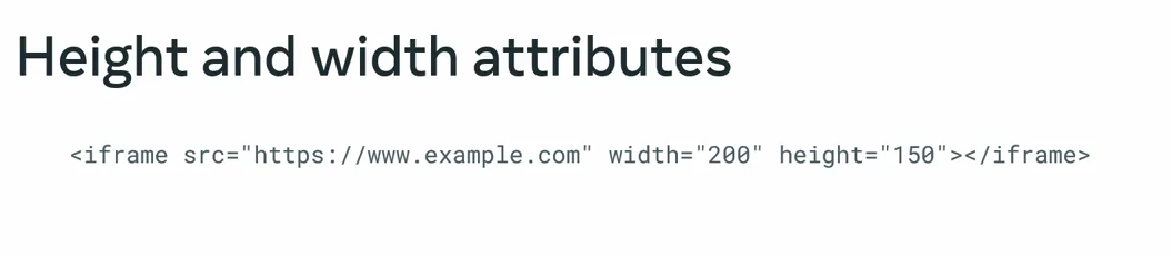 Height and width attributes
<iframe src="https://www.example.com" width="200" height="150"></iframe>